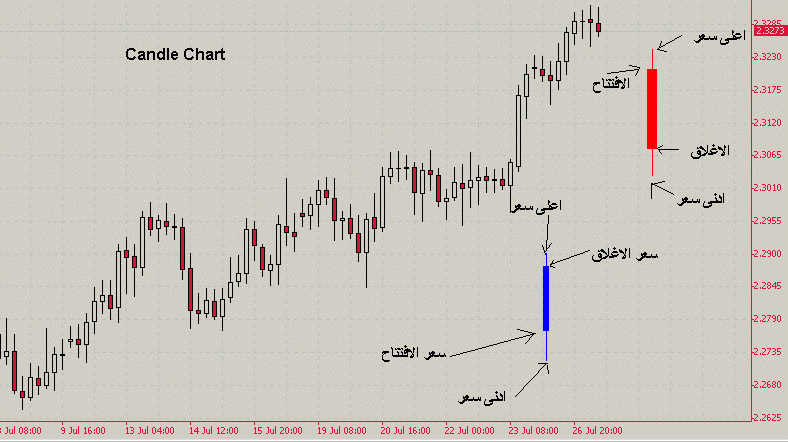 Candle Chart
2.3285
2.3273
2.3230
2.3175
2.3120
2.3065
2.3010
2.2955
2.2900
2.2845
2.2790
2.2735
2.2680
2.2625
اعلى سعر
الافتتاح
الاغلاق
ادنى سعر
اعلى سعر
سعر الاغلاق
سعر الافتتاح
ادنى سعر
Jul 08:00
9 Jul 16:00
13 Jul 04:00
14 Jul 12:00
15 Jul 20:00
19 Jul 08:00
20 Jul 16:00
22 Jul 00:00
23 Jul 08:00
26 Jul 20:00